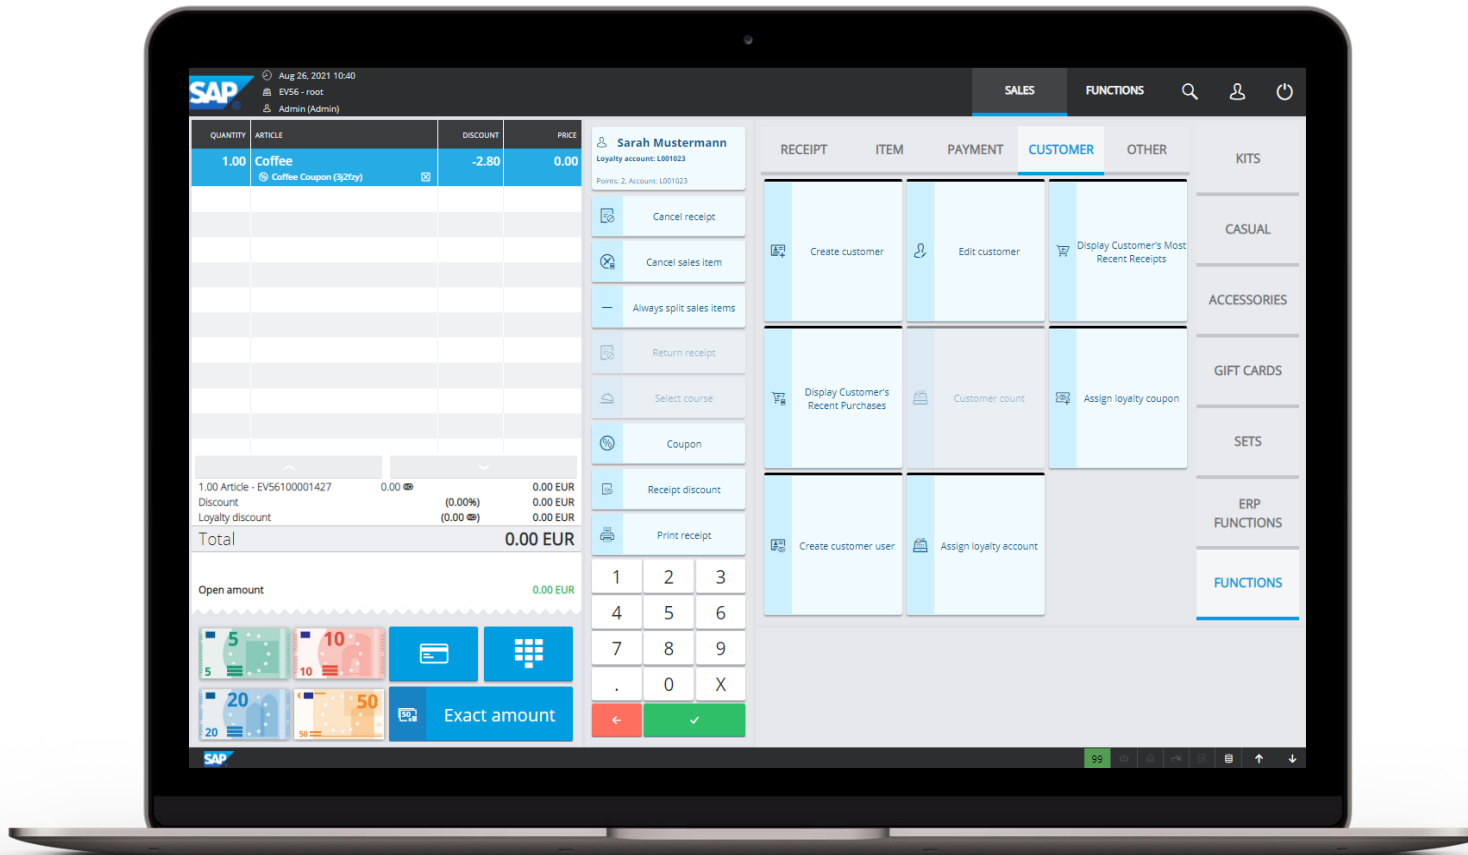 SAP
Aug 26, 2021 10:40
EV56 - root
Admin (Admin)
SALES
FUNCTIONS
QUANTITY ARTICLE DISCOUNT PRICE
1.00 Coffee -2.80 0.00
Coffee Coupon (3j2fzy)
1.00 Article - EV56100001427 0.00 0.00 EUR
Discount (0.00%) 0.00 EUR
Loyalty discount (0.00) 0.00 EUR
Total 0.00 EUR
Open amount 0.00 EUR
5 10
5 10
20 50
20 50
50
Exact amount
Sarah Mustermann
Loyalty account: L001023
Points: 2, Account: L001023
Cancel receipt
Cancel sales item
Always split sales items
Return receipt
Select course
Coupon
Receipt discount
Print receipt
1 2 3
4 5 6
7 8 9
. 0 X
RECEIPT ITEM PAYMENT CUSTOMER OTHER
Create customer
Edit customer
Display Customer's Most
Recent Receipts
Display Customer's
Recent Purchases
Customer count
Assign loyalty coupon
Create customer user
Assign loyalty account
KITS
CASUAL
ACCESSORIES
GIFT CARDS
SETS
ERP
FUNCTIONS
FUNCTIONS
SAP
99